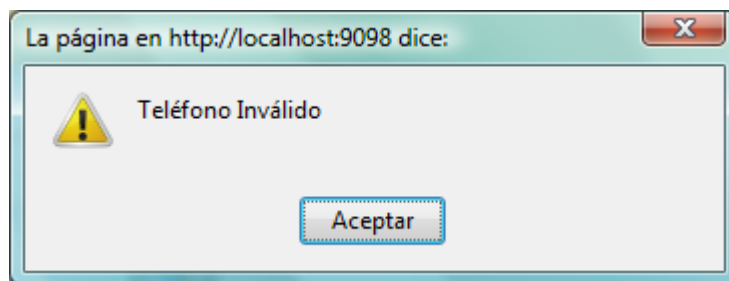 La página en http://localhost:9098 dice:
Teléfono Inválido
Aceptar